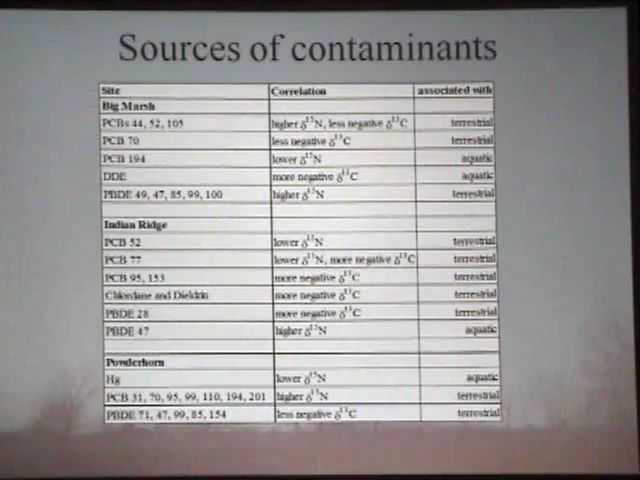 Sources of contaminants
Site Correlation associated with
Big Marsh
PCBs 44, 52, 105 higher δ¹⁵N, less negative δ¹³C terrestrial
PCB 70 less negative δ¹³C terrestrial
PCB 194 lower δ¹⁵N aquatic
DDE more negative δ¹³C aquatic
PBDE 49, 47, 85, 99, 100 higher δ¹⁵N terrestrial
Indian Ridge
PCB 52 lower δ¹⁵N terrestrial
PCB 77 lower δ¹⁵N, more negative δ¹³C terrestrial
PCB 95, 153 more negative δ¹³C terrestrial
Chlordane and Dieldrin more negative δ¹³C terrestrial
PBDE 28 more negative δ¹³C terrestrial
PBDE 47 higher δ¹⁵N aquatic
Powderhorn
Hg lower δ¹⁵N aquatic
PCB 31, 70, 95, 99, 110, 194, 201 higher δ¹⁵N terrestrial
PBDE 71, 47, 99, 85, 154 less negative δ¹³C terrestrial